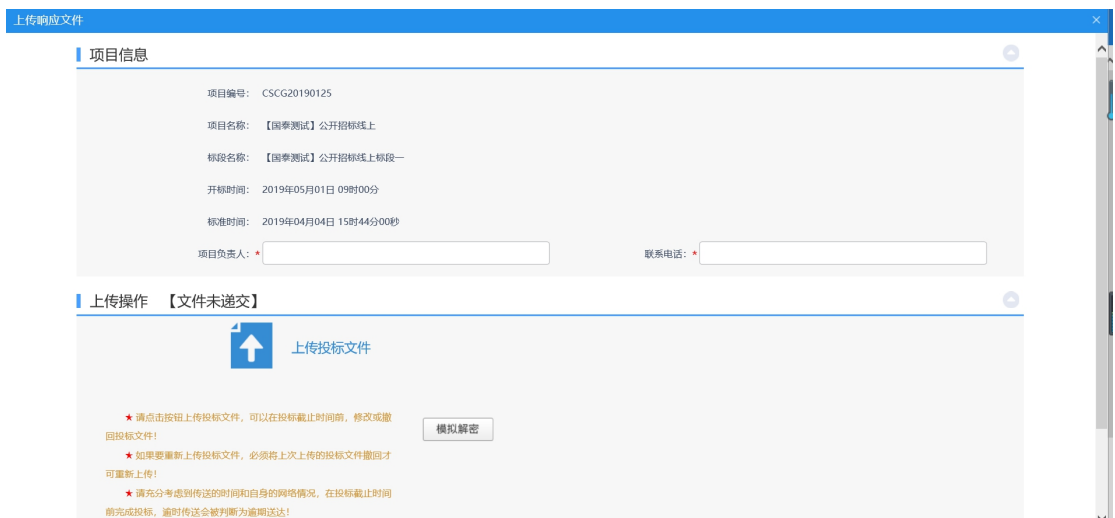 上传响应文件
项目信息
项目编号： CSCG20190125
项目名称： 【国泰测试】公开招标线上
标段名称： 【国泰测试】公开招标线上标段一
开标时间： 2019年05月01日 09时00分
标准时间： 2019年04月04日 15时44分00秒
项目负责人：* 联系电话：*
上传操作 【文件未递交】
上传投标文件
★ 请点击按钮上传投标文件，可以在投标截止时间前，修改或撤
回投标文件！
模拟解密
★ 如果要重新上传投标文件，必须将上次上传的投标文件撤回才
可重新上传！
★ 请充分考虑到传送的时间和自身的网络情况，在投标截止时间
前完成投标，逾时传送会被判断为逾期送达！